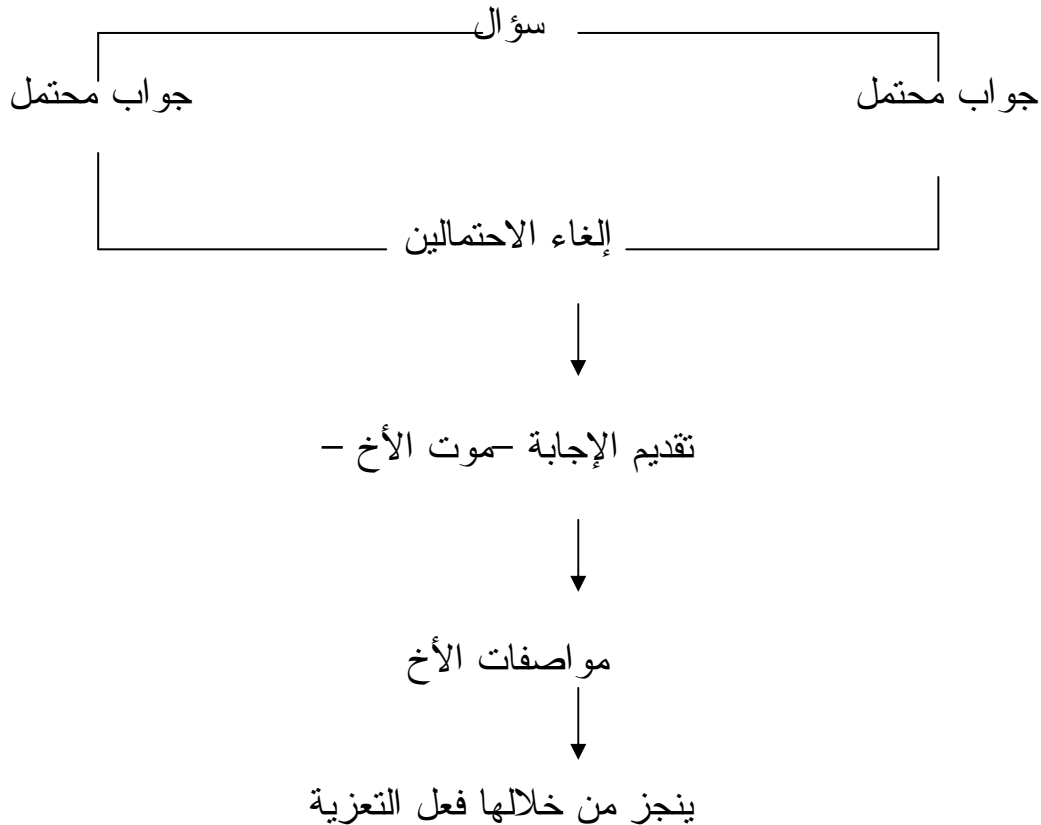 سؤال
جواب محتمل
جواب محتمل
إلغاء الاحتمالين
تقديم الإجابة –موت الأخ –
مواصفات الأخ
ينجز من خلالها فعل التعزية